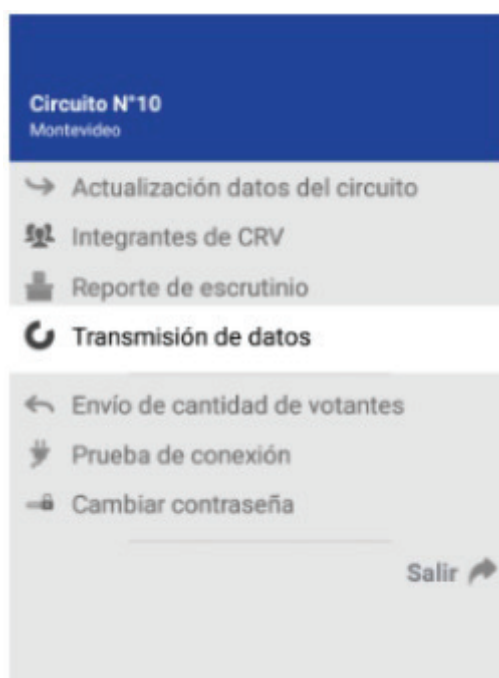 Circuito N°10
Montevideo
Actualización datos del circuito
Integrantes de CRV
Reporte de escrutinio
Transmisión de datos
Envío de cantidad de votantes
Prueba de conexión
Cambiar contraseña
Salir